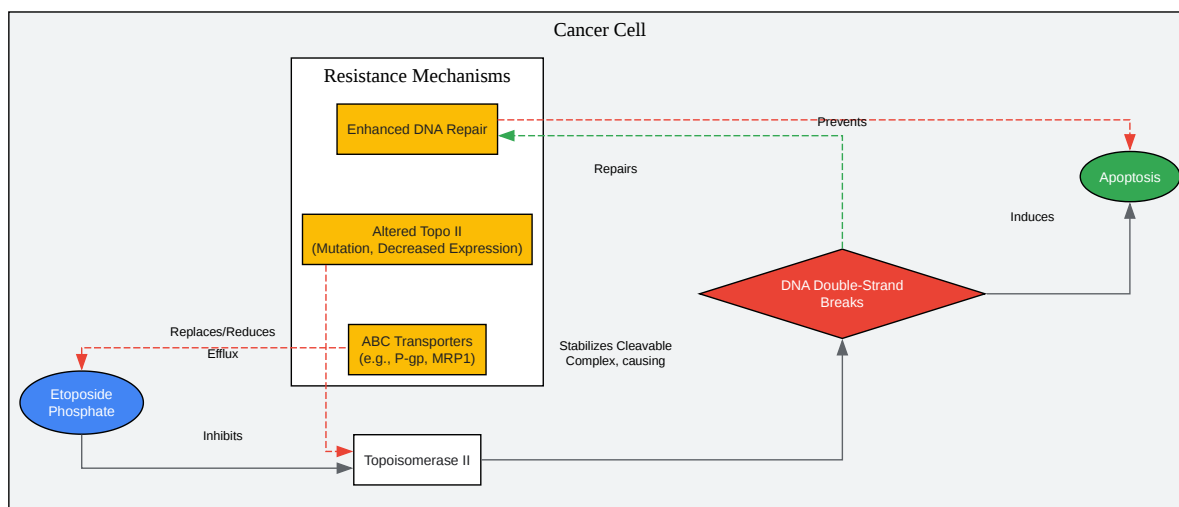 Cancer Cell
Resistance Mechanisms
Enhanced DNA Repair
Prevents
Repairs
Apoptosis
Induces
Altered Topo II
(Mutation, Decreased Expression)
DNA Double-Strand
Breaks
Replaces/Reduces
Efflux
ABC Transporters
(e.g., P-gp, MRP1)
Stabilizes Cleavable
Complex, causing
Etoposide
Phosphate
Inhibits
Topoisomerase II